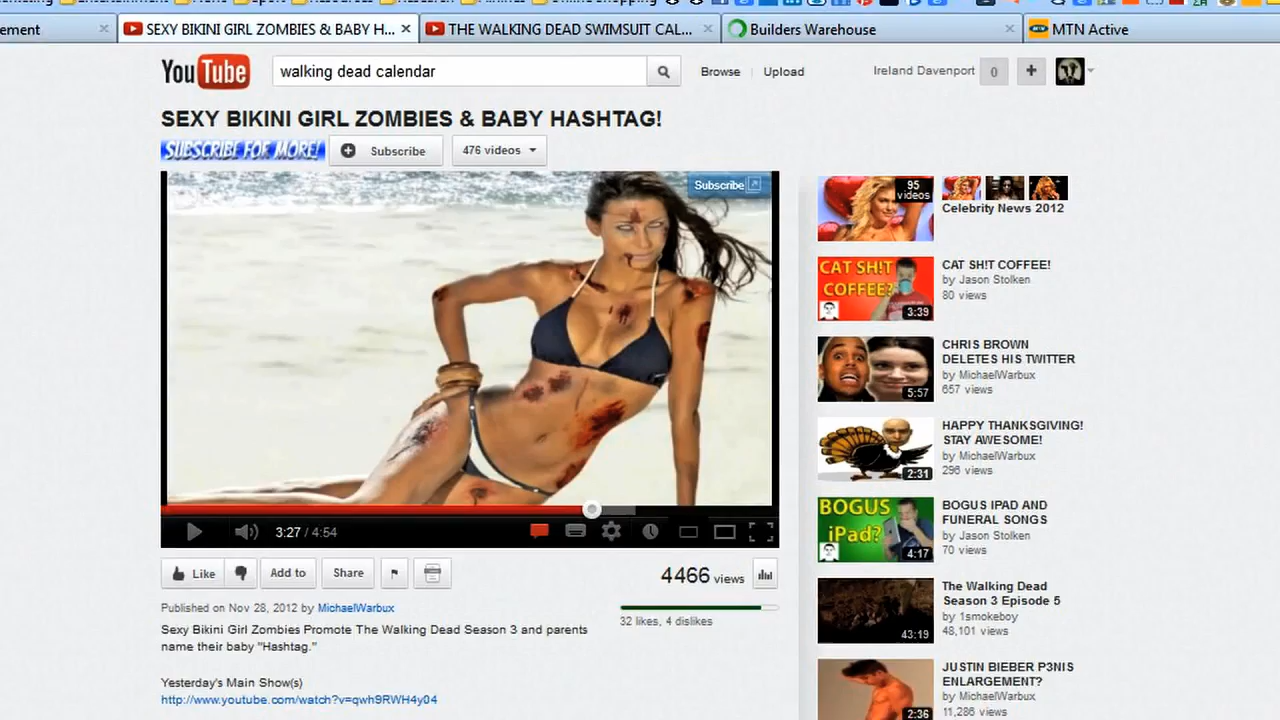 ement
SEXY BIKINI GIRL ZOMBIES & BABY H...
THE WALKING DEAD SWIMSUIT CAL...
Builders Warehouse
MTN Active
YouTube
walking dead calendar
Browse
Upload
Ireland Davenport
0
SEXY BIKINI GIRL ZOMBIES & BABY HASHTAG!
SUBSCRIBE FOR MORE!
Subscribe
476 videos
Subscribe
3:27 / 4:54
Like
Add to
Share
4466 views
Published on Nov 28, 2012 by MichaelWarbux
32 likes, 4 dislikes
Sexy Bikini Girl Zombies Promote The Walking Dead Season 3 and parents
name their baby "Hashtag."
Yesterday's Main Show(s)
http://www.youtube.com/watch?v=qwh9RWH4y04
95
videos
Celebrity News 2012
CAT SH!T
COFFEE?
3:39
CAT SH!T COFFEE!
by Jason Stolken
80 views
5:57
CHRIS BROWN
DELETES HIS TWITTER
by MichaelWarbux
657 views
2:31
HAPPY THANKSGIVING!
STAY AWESOME!
by MichaelWarbux
296 views
BOGUS
iPad?
4:17
BOGUS IPAD AND
FUNERAL SONGS
by Jason Stolken
70 views
43:19
The Walking Dead
Season 3 Episode 5
by 1smokeboy
48,101 views
2:36
JUSTIN BIEBER P3NIS
ENLARGEMENT?
by MichaelWarbux
11,286 views